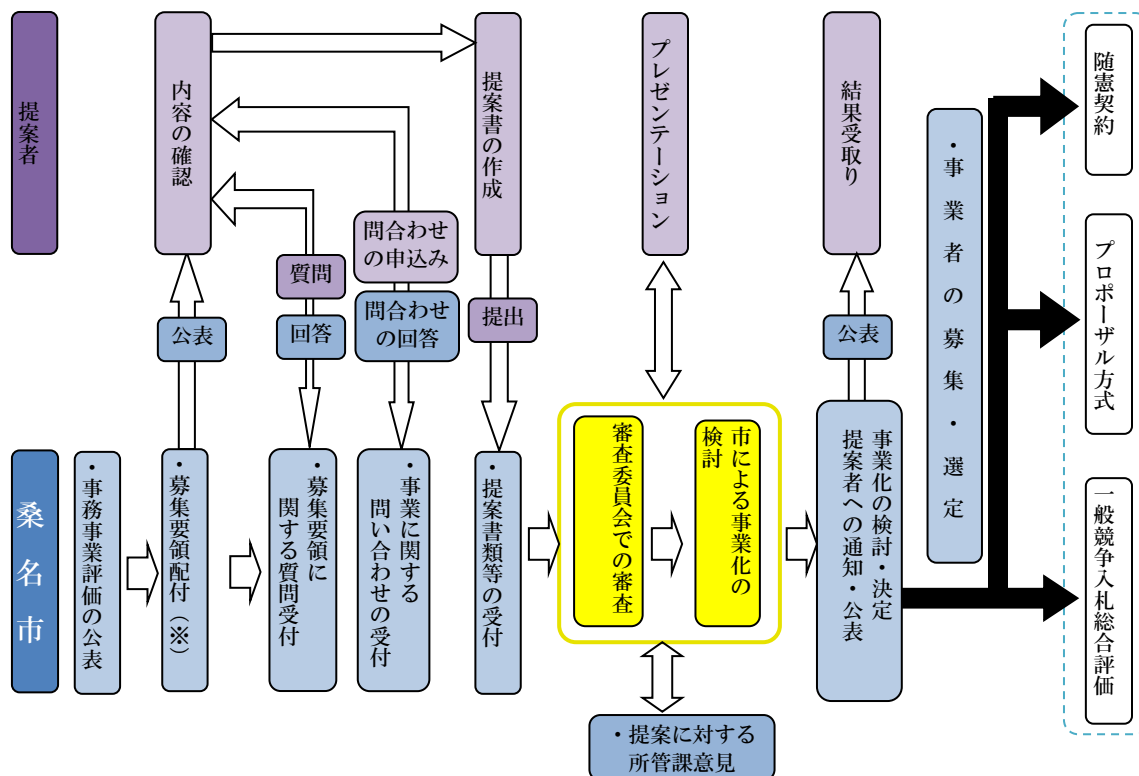 提案者
内容の確認
提案書の作成
プレゼンテーション
結果受取り
・事業者の募集・選定
随憲契約
プロポーザル方式
一般競争入札総合評価
問合わせ
の申込み
質問
回答
問合わせ
の回答
提出
公表
公表
桑名市
・事務事業評価の公表
・募集要領配付（※）
・募集要領に
関する質問受付
・事業に関する
問い合わせの受付
・提案書類等の受付
審査委員会での審査
市による事業化の
検討
事業化の検討・決定
提案者への通知・公表
・提案に対する
所管課意見